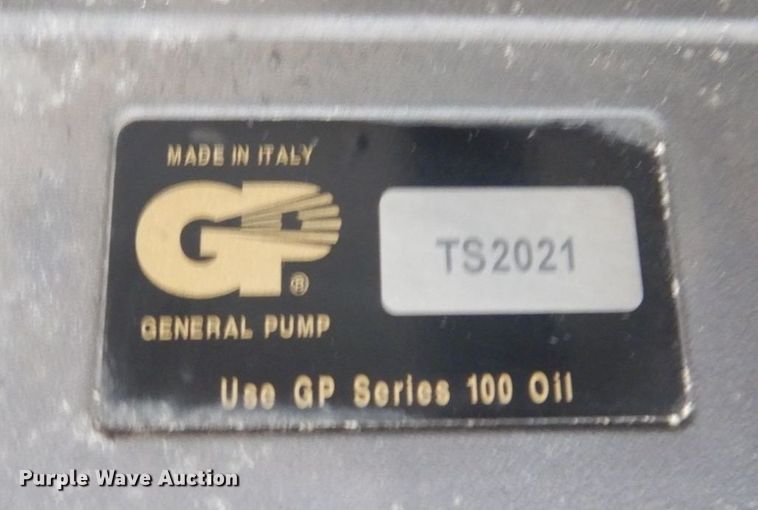 MADE IN ITALY
GP®
GENERAL PUMP
TS2021
Use GP Series 100 Oil
Purple Wave Auction